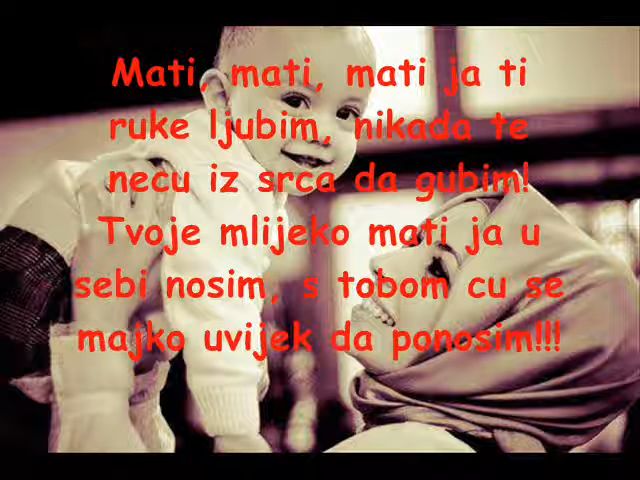 Mati, mati, mati ja ti
ruke ljubim, nikada te
necu iz srca da gubim!
Tvoje mlijeko mati ja u
sebi nosim, s tobom cu se
majko uvijek da ponosim!!!